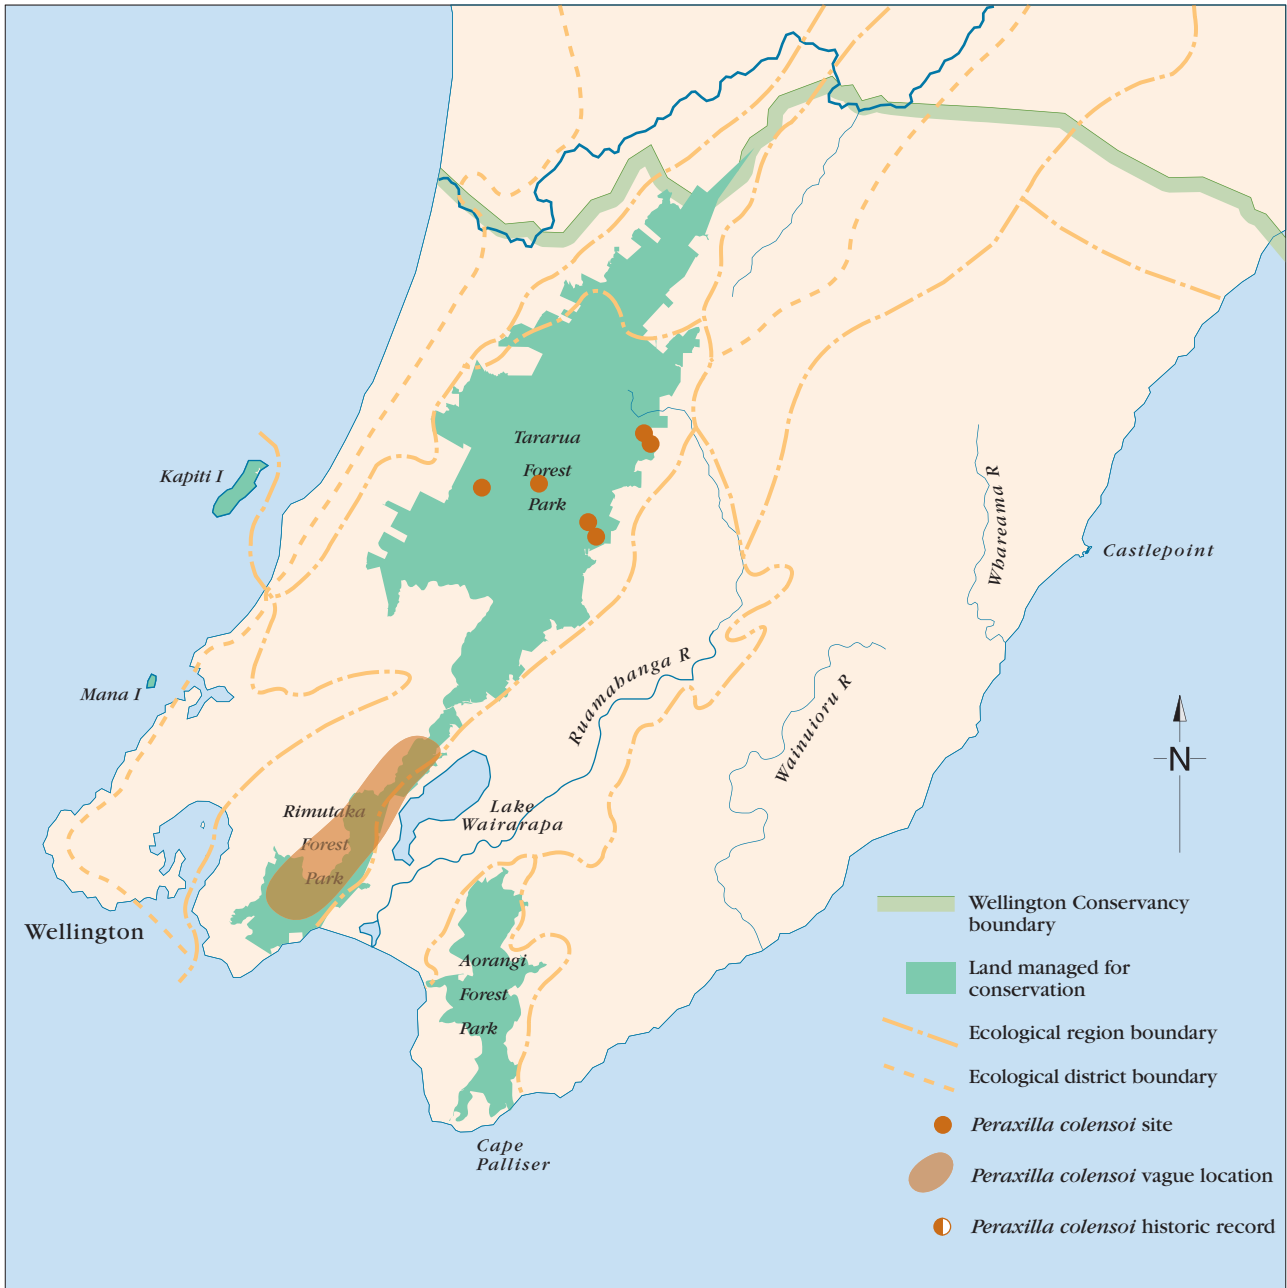 Tararua
Forest
Park
Kapiti I
Whareama R
Castlepoint
Mana I
Ruamahanga R
Wainuioru R
Rimutaka
Forest
Park
Lake
Wairarapa
N
Wellington
Aorangi
Forest
Park
Cape
Palliser
Wellington Conservancy
boundary
Land managed for
conservation
Ecological region boundary
Ecological district boundary
Peraxilla colensoi site
Peraxilla colensoi vague location
Peraxilla colensoi historic record